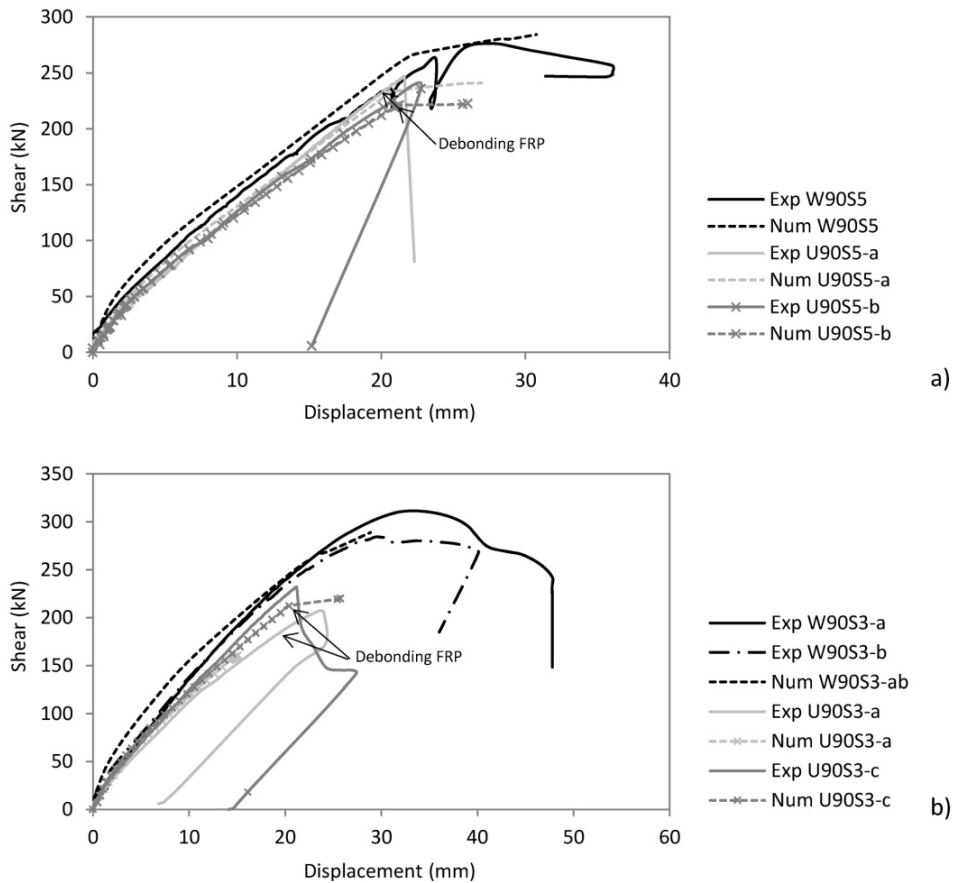 300
250
200
150
100
50
0
Shear (kN)
0 10 20 30 40
Displacement (mm)
Debonding FRP
Exp W90S5
Num W90S5
Exp U90S5-a
Num U90S5-a
Exp U90S5-b
Num U90S5-b
a)
350
300
250
200
150
100
50
0
Shear (kN)
0 10 20 30 40 50 60
Displacement (mm)
Debonding FRP
Exp W90S3-a
Exp W90S3-b
Num W90S3-ab
Exp U90S3-a
Num U90S3-a
Exp U90S3-c
Num U90S3-c
b)